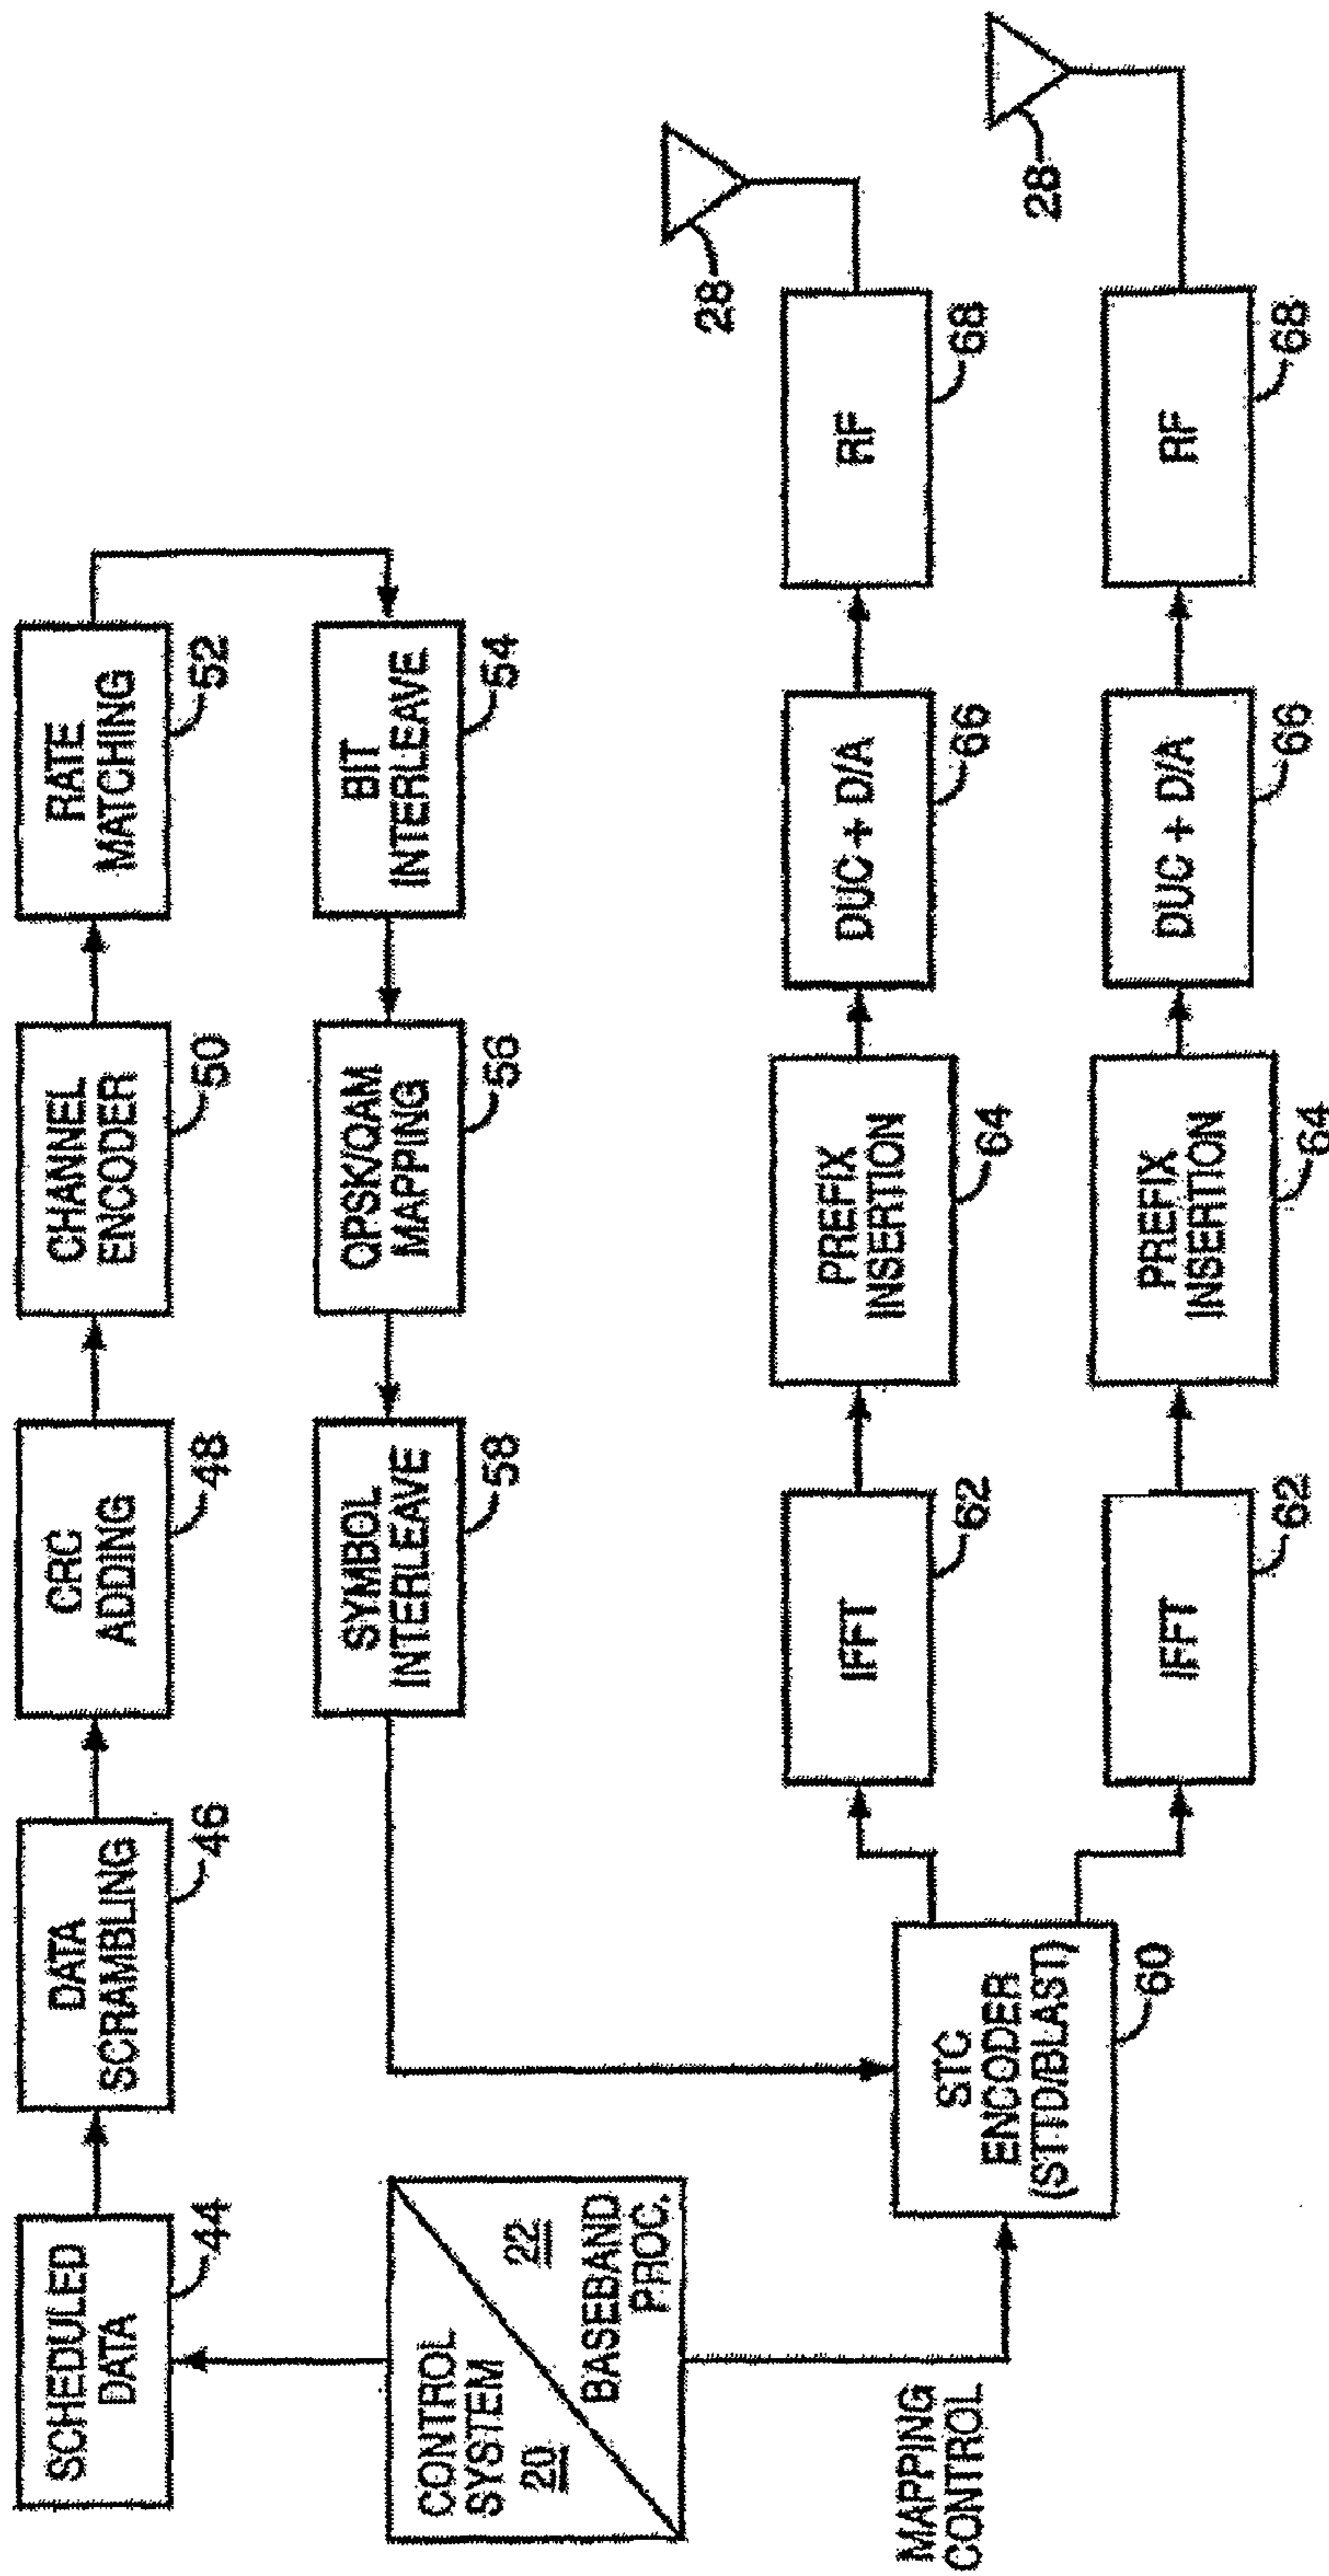 SCHEDULED
DATA
44
DATA
SCRAMBLING
46
CRC
ADDING
48
CHANNEL
ENCODER
50
RATE
MATCHING
52
BIT
INTERLEAVE
54
QPSK/QAM
MAPPING
56
SYMBOL
INTERLEAVE
58
CONTROL
SYSTEM
20
22
BASEBAND
PROC.
MAPPING
CONTROL
STC
ENCODER
(STTD/BLAST)
60
IFFT
62
PREFIX
INSERTION
64
DUC + D/A
66
RF
68
28
IFFT
62
PREFIX
INSERTION
64
DUC + D/A
66
RF
68
28